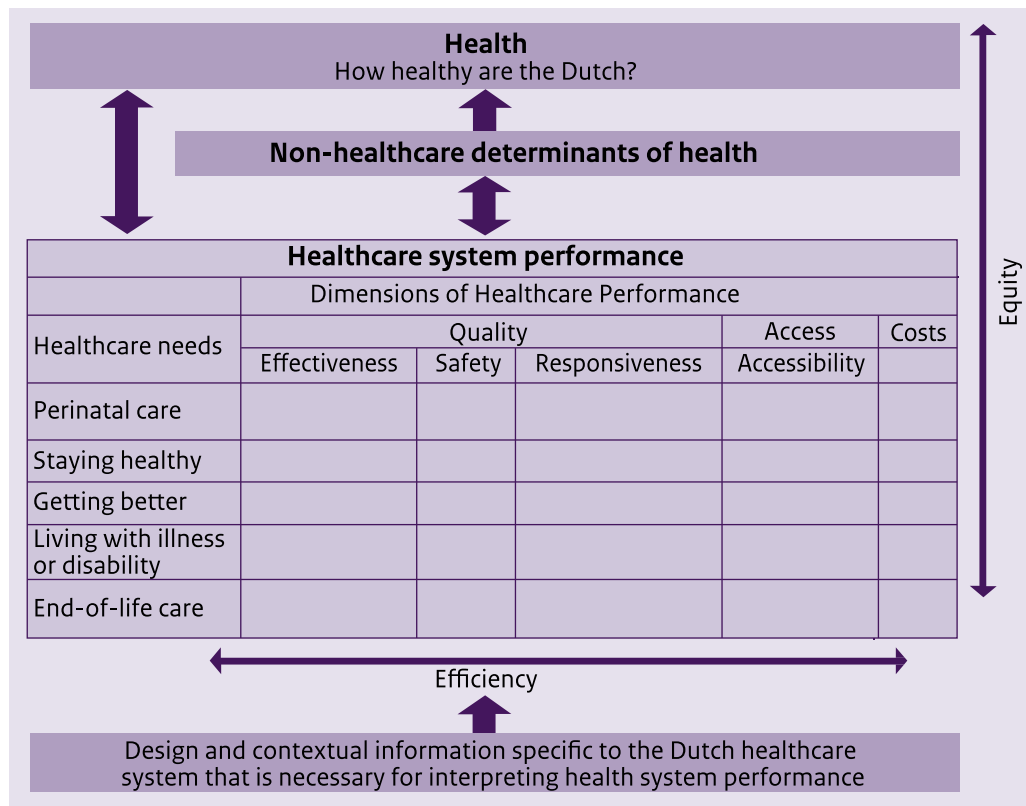 Health
How healthy are the Dutch?
Non-healthcare determinants of health
Healthcare system performance
Dimensions of Healthcare Performance
Healthcare needs
Quality
Access
Costs
Effectiveness
Safety
Responsiveness
Accessibility
Perinatal care
Staying healthy
Getting better
Living with illness
or disability
End-of-life care
Equity
Efficiency
Design and contextual information specific to the Dutch healthcare
system that is necessary for interpreting health system performance